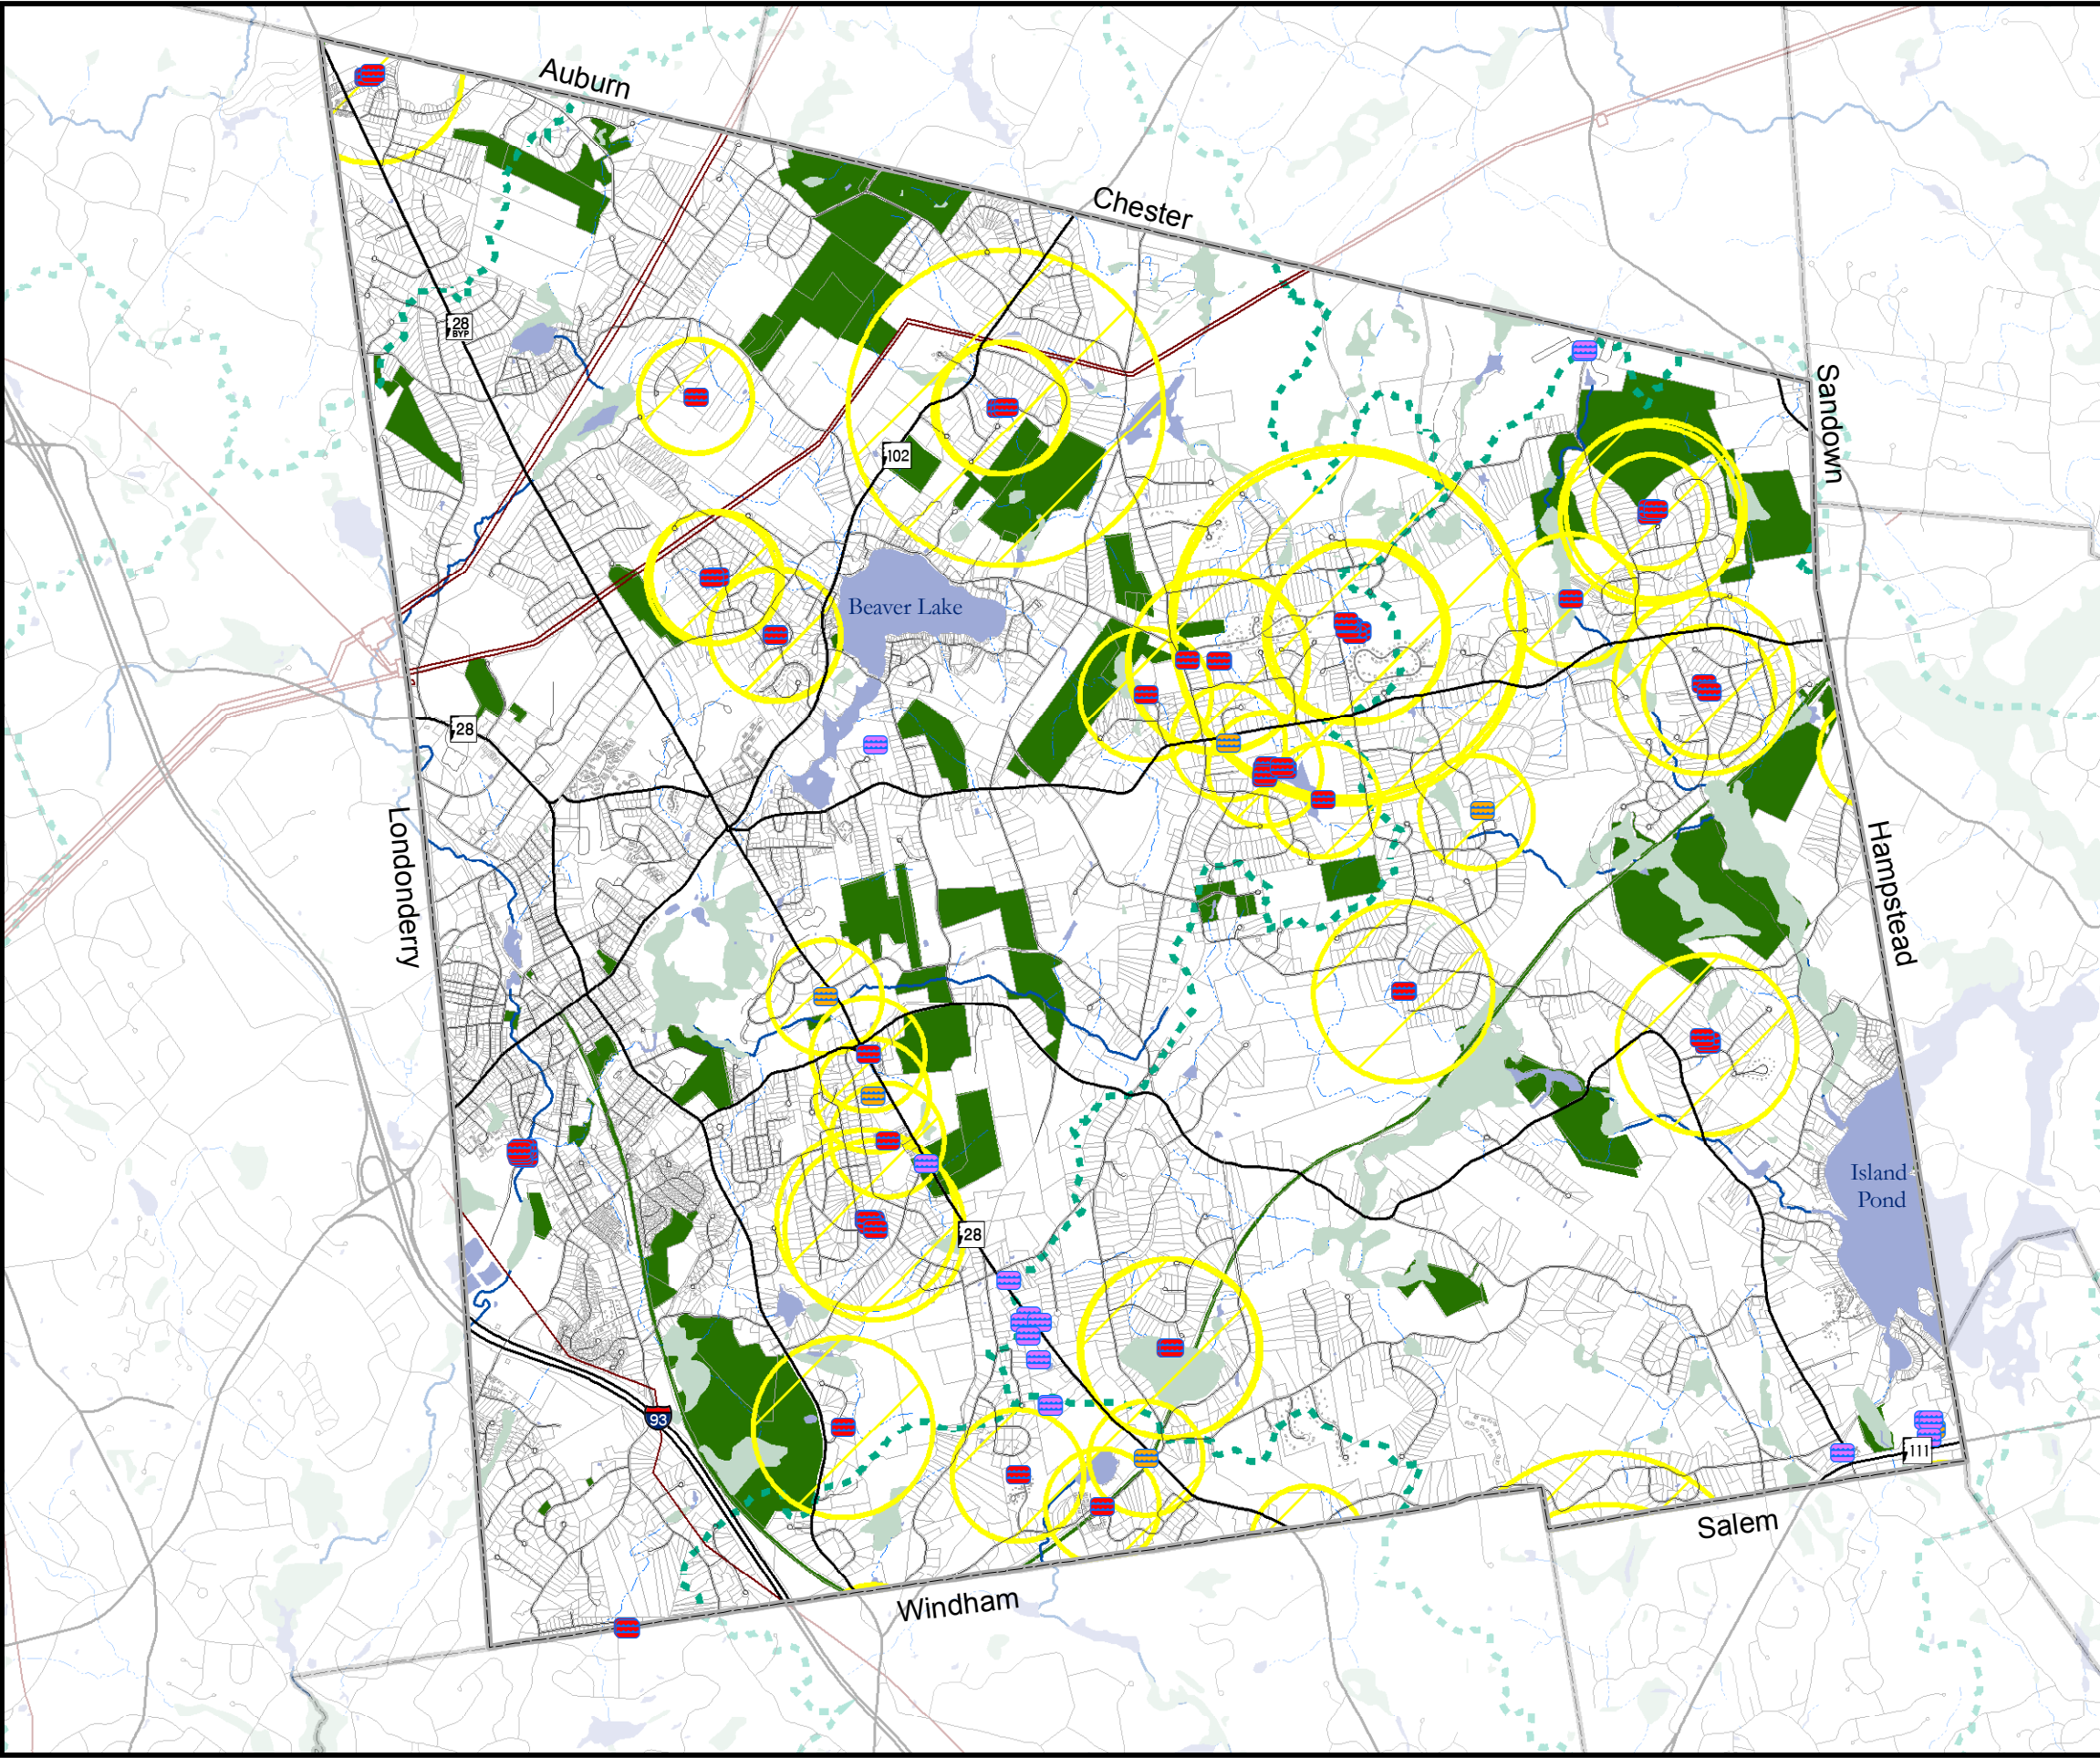 Auburn
Chester
28
BYP
Sandown
102
Beaver Lake
28
Londonderry
Hampstead
Island
Pond
28
93
111
Salem
Windham